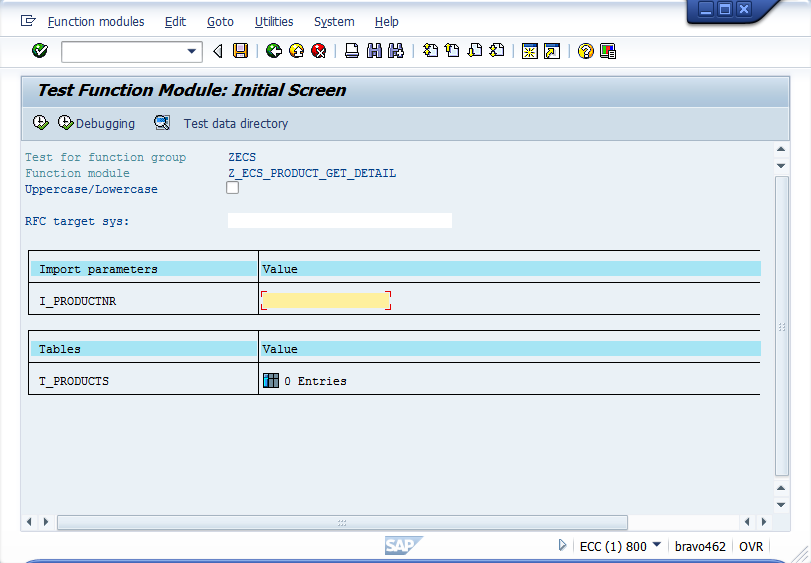 Function modules Edit Goto Utilities System Help
Test Function Module: Initial Screen
Debugging Test data directory
Test for function group ZECS
Function module Z_ECS_PRODUCT_GET_DETAIL
Uppercase/Lowercase
RFC target sys:
Import parameters Value
I_PRODUCTNR
Tables Value
T_PRODUCTS 0 Entries
SAP ECC (1) 800 bravo462 OVR